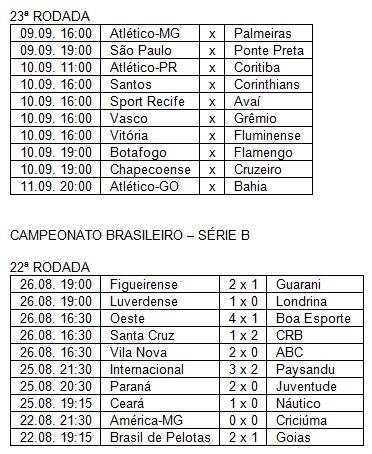 23ª RODADA
09.09. 16:00 Atlético-MG x Palmeiras
09.09. 19:00 São Paulo x Ponte Preta
10.09. 11:00 Atlético-PR x Coritiba
10.09. 16:00 Santos x Corinthians
10.09. 16:00 Sport Recife x Avaí
10.09. 16:00 Vasco x Grêmio
10.09. 16:00 Vitória x Fluminense
10.09. 19:00 Botafogo x Flamengo
10.09. 19:00 Chapecoense x Cruzeiro
11.09. 20:00 Atlético-GO x Bahia
CAMPEONATO BRASILEIRO – SÉRIE B
22ª RODADA
26.08. 19:00 Figueirense 2 x 1 Guarani
26.08. 19:00 Luverdense 1 x 0 Londrina
26.08. 16:30 Oeste 4 x 1 Boa Esporte
26.08. 16:30 Santa Cruz 1 x 2 CRB
26.08. 16:30 Vila Nova 2 x 0 ABC
25.08. 21:30 Internacional 3 x 2 Paysandu
25.08. 20:30 Paraná 2 x 0 Juventude
25.08. 19:15 Ceará 1 x 0 Náutico
22.08. 21:30 América-MG 0 x 0 Criciúma
22.08. 19:15 Brasil de Pelotas 2 x 1 Goias